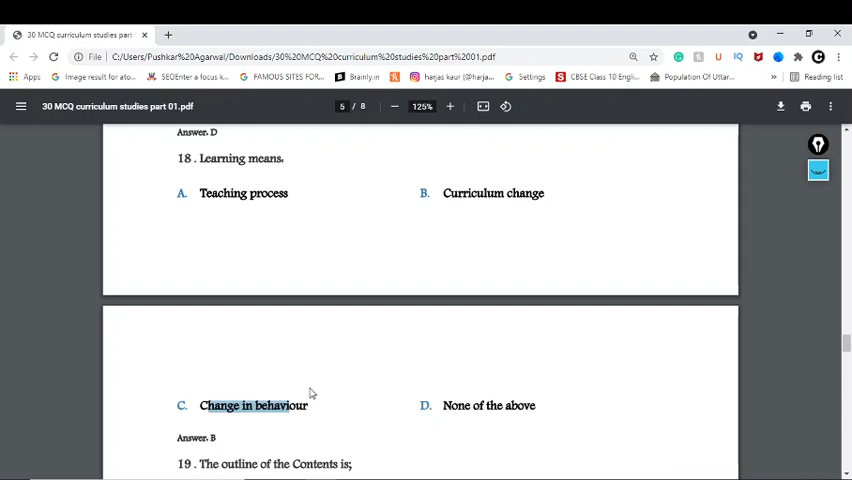 30 MCQ curriculum studies part
File | C:/Users/Pushkar%20Agarwal/Downloads/30%20MCQ%20curriculum%20studies%20part%2001.pdf
Apps Image result for ato... SEOEnter a focus k... FAMOUS SITES FOR... Brainly.in harjas kaur (@harja... Settings CBSE Class 10 Engli... Population Of Uttar... » Reading list
30 MCQ curriculum studies part 01.pdf 5 / 8 125%
Answer. D
18 . Learning means.
A. Teaching process B. Curriculum change
C. Change in behaviour D. None of the above
Answer. B
19 . The outline of the Contents is;